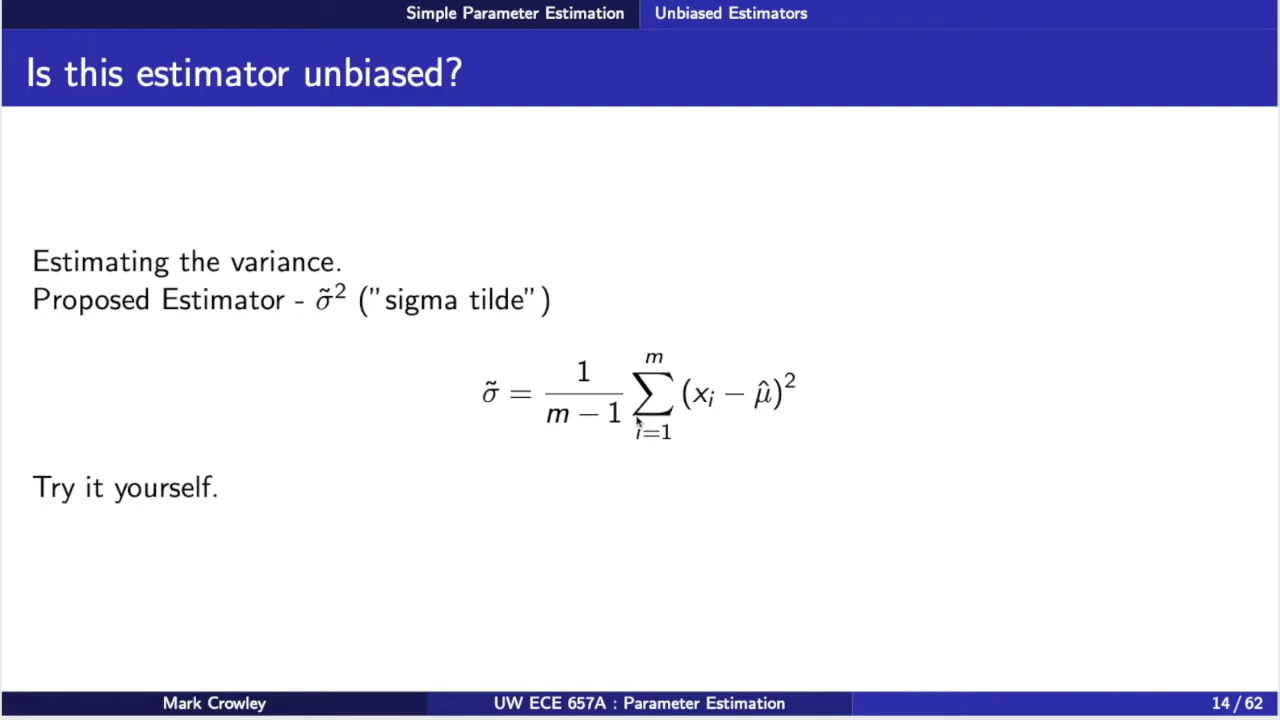 Simple Parameter Estimation Unbiased Estimators
Is this estimator unbiased?
Estimating the variance.
Proposed Estimator - σ̃² ("sigma tilde")
σ̃ = 1/(m − 1) ∑_{i=1}^{m} (x_i − μ̂)²
Try it yourself.
Mark Crowley UW ECE 657A : Parameter Estimation 14 / 62